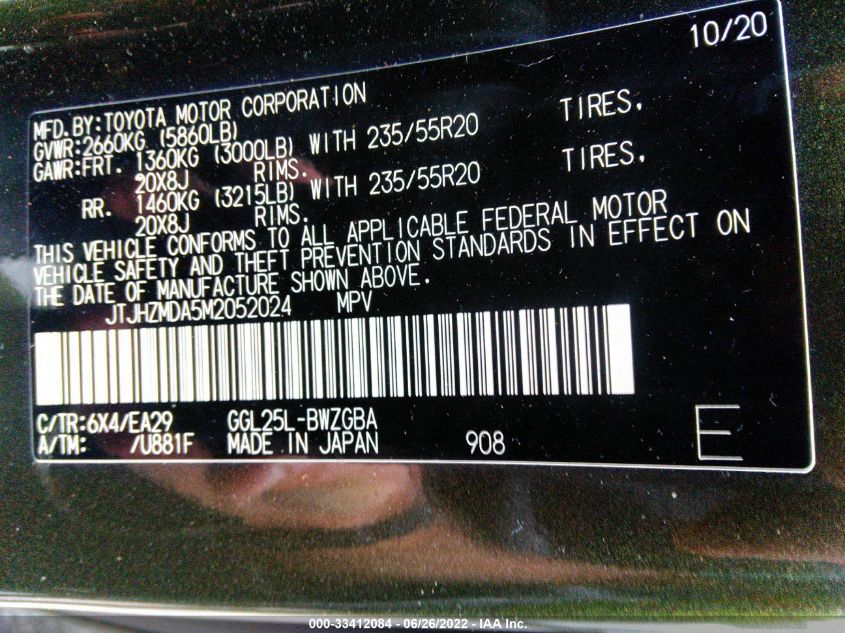 10/20
MFD.BY:TOYOTA MOTOR CORPORATION
GVWR:2660KG (5860LB)
GAWR:FRT. 1360KG (3000LB) WITH 235/55R20 TIRES,
20X8J RIMS.
RR. 1460KG (3215LB) WITH 235/55R20 TIRES,
20X8J RIMS.
THIS VEHICLE CONFORMS TO ALL APPLICABLE FEDERAL MOTOR
VEHICLE SAFETY AND THEFT PREVENTION STANDARDS IN EFFECT ON
THE DATE OF MANUFACTURE SHOWN ABOVE.
JTJHZMDA5M2052024 MPV
C/TR:6X4/EA29 GGL25L-BWZGBA
A/TM: /U881F MADE IN JAPAN 908 E
000-33412084 - 06/26/2022 - IAA Inc.